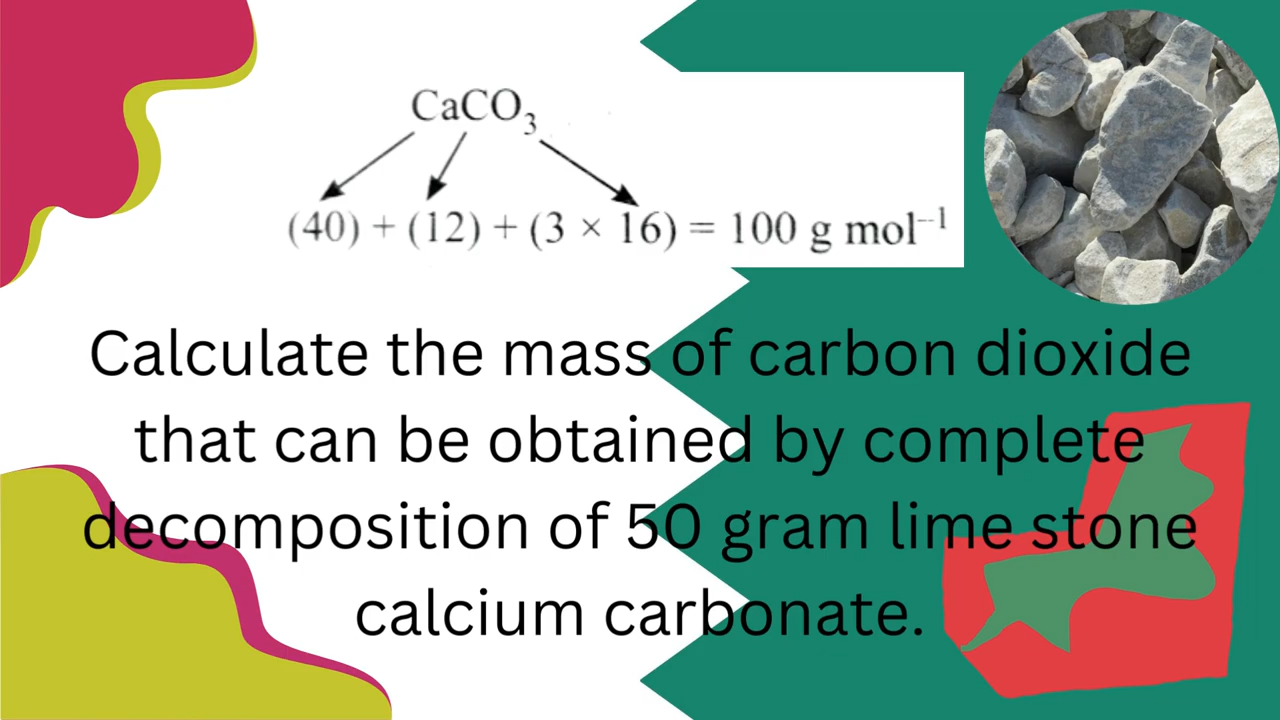 CaCO₃
(40) + (12) + (3 × 16) = 100 g mol⁻¹
Calculate the mass of carbon dioxide
that can be obtained by complete
decomposition of 50 gram lime stone
calcium carbonate.